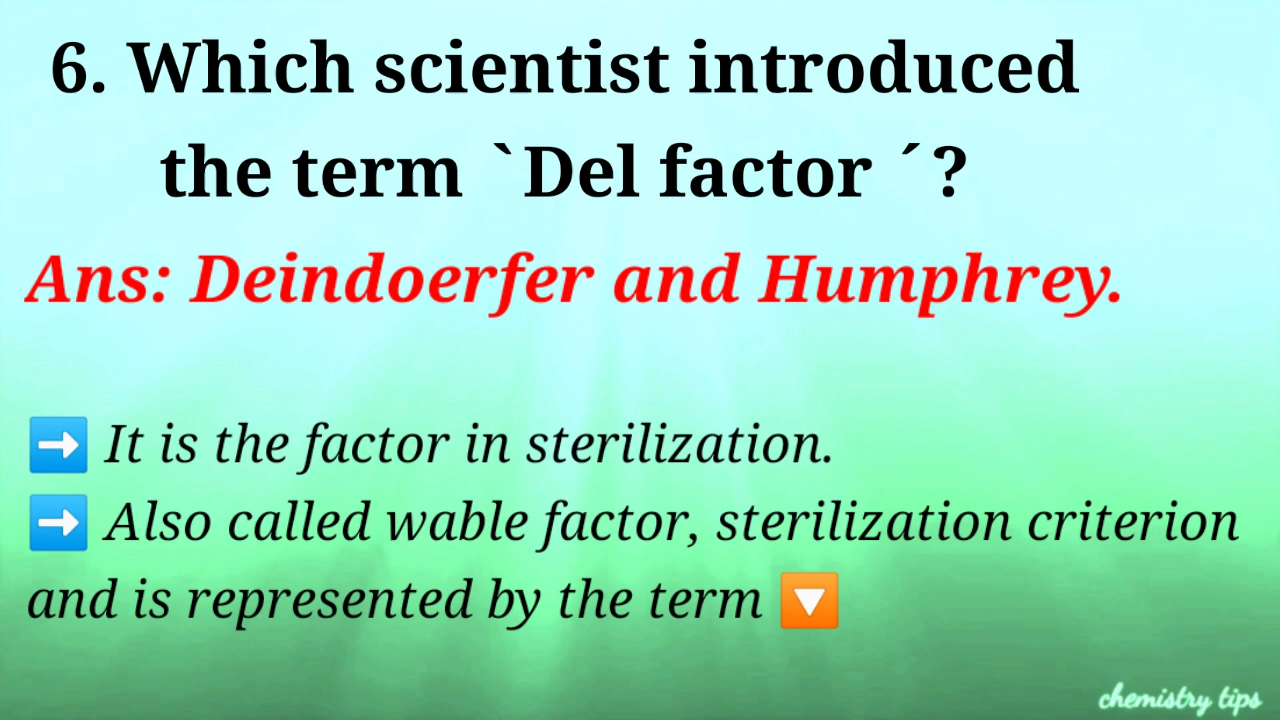 6. Which scientist introduced
the term `Del factor ´?
Ans: Deindoerfer and Humphrey.
➡️ It is the factor in sterilization.
➡️ Also called wable factor, sterilization criterion
and is represented by the term 🔽
chemistry tips